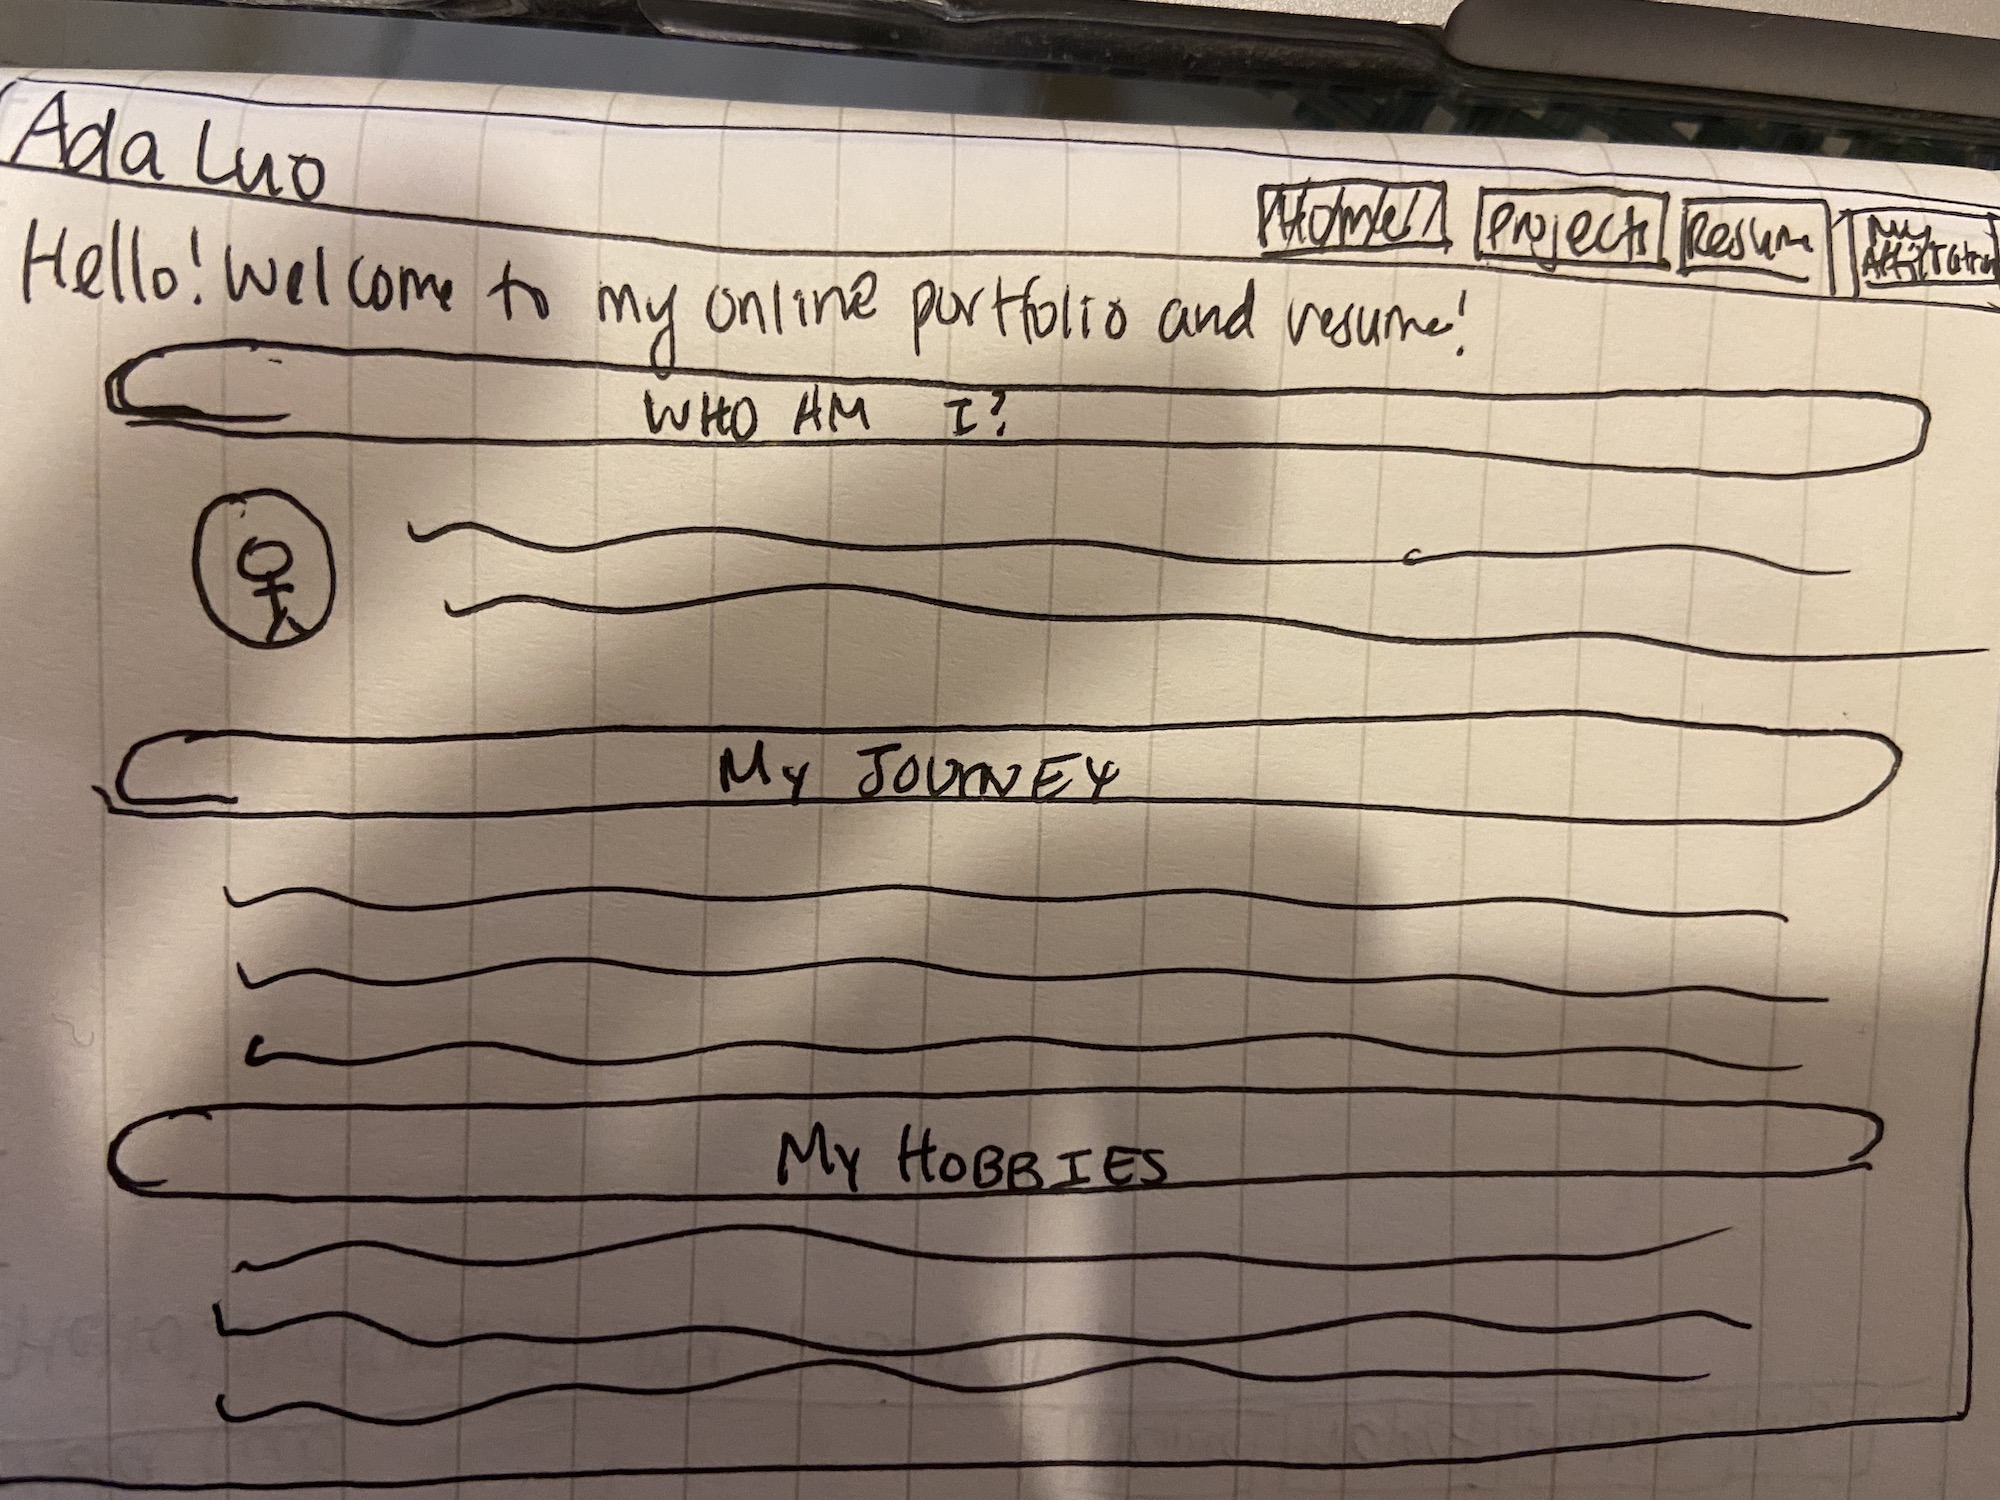 Ada Luo
Home Projects Resume My
Hello! Welcome to my online portfolio and resume!
WHO AM I?
My JOURNEY
My HOBBIES